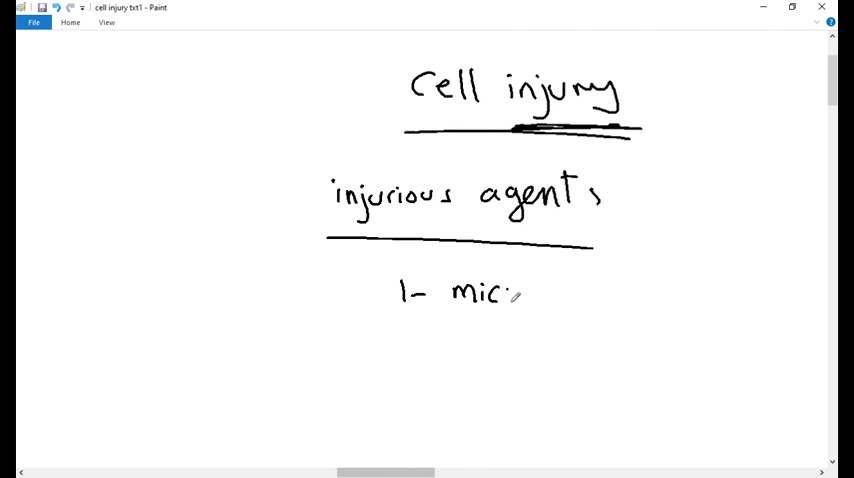 cell injury txt1 - Paint
File Home View
Cell injury
injurious agents
1- mic